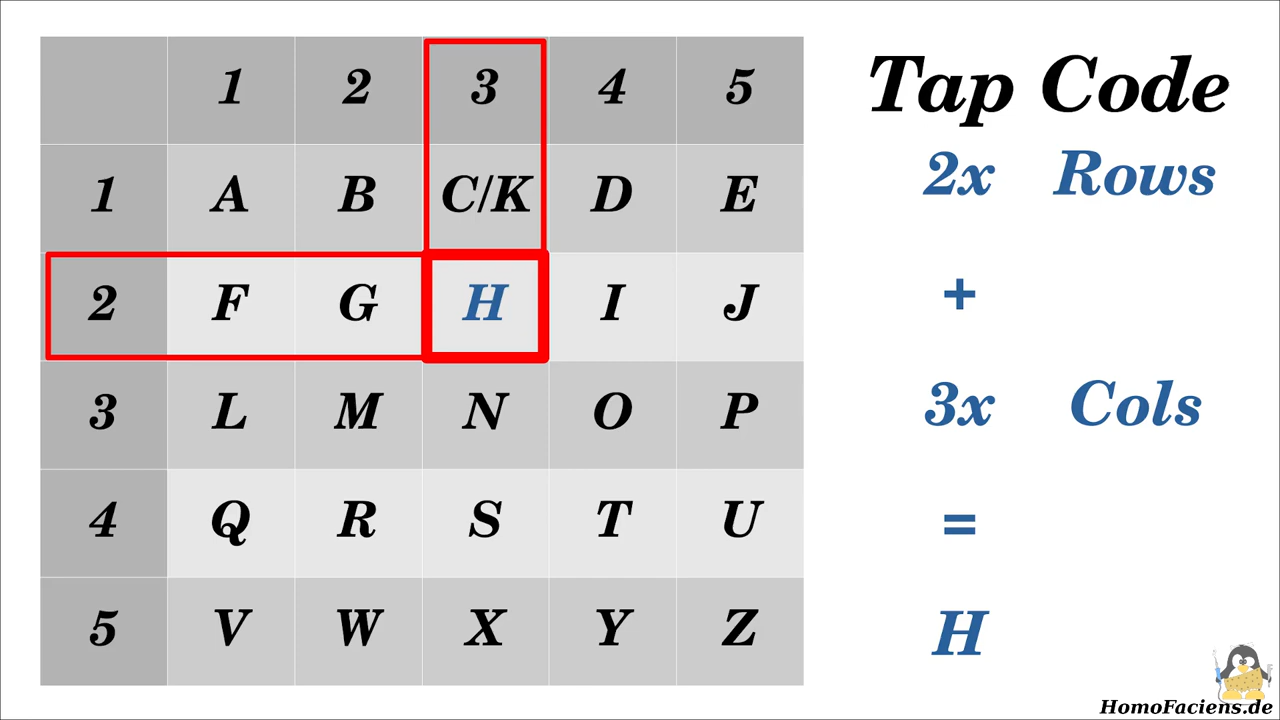 1 2 3 4 5
1 A B C/K D E
2 F G H I J
3 L M N O P
4 Q R S T U
5 V W X Y Z
Tap Code
2x Rows
+
3x Cols
=
H
HomoFaciens.de